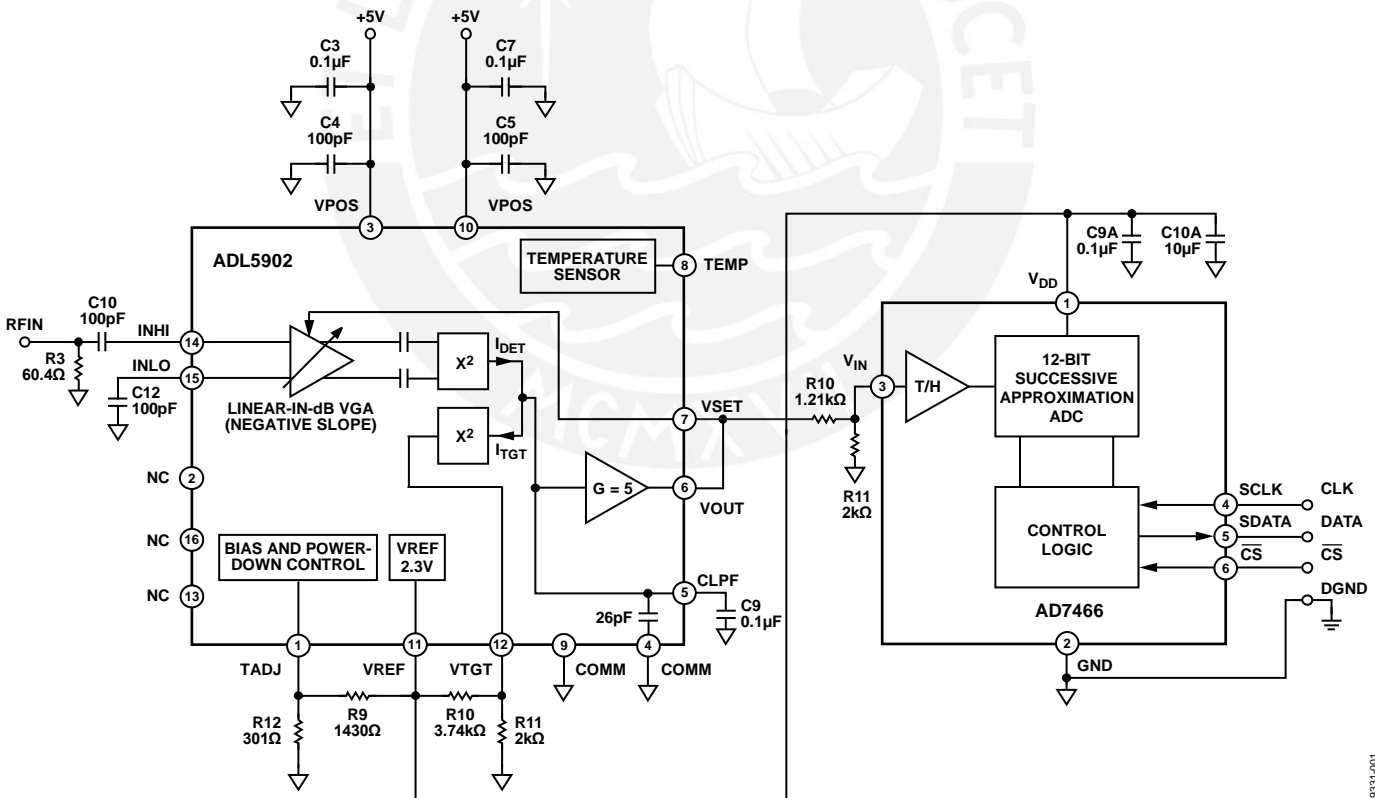 +5V
+5V
C3
0.1µF
C7
0.1µF
C4
100pF
C5
100pF
VPOS
3
VPOS
10
C9A
0.1µF
C10A
10µF
ADL5902
TEMPERATURE
SENSOR
8
TEMP
VDD
1
RFIN
C10
100pF
INHI
14
R3
60.4Ω
INLO
15
C12
100pF
LINEAR-IN-dB VGA
(NEGATIVE SLOPE)
X2
IDET
X2
ITGT
7
VSET
R10
1.21kΩ
VIN
3
T/H
12-BIT
SUCCESSIVE
APPROXIMATION
ADC
R11
2kΩ
G = 5
6
VOUT
NC
2
NC
16
NC
13
BIAS AND POWER-
DOWN CONTROL
VREF
2.3V
CONTROL
LOGIC
4
SCLK
CLK
5
SDATA
DATA
6
CS
CS
DGND
26pF
5
CLPF
C9
0.1µF
AD7466
2
GND
1
TADJ
11
VREF
12
VTGT
9
COMM
4
COMM
R12
301Ω
R9
1430Ω
R10
3.74kΩ
R11
2kΩ
MCMXVII
CET
9331-001